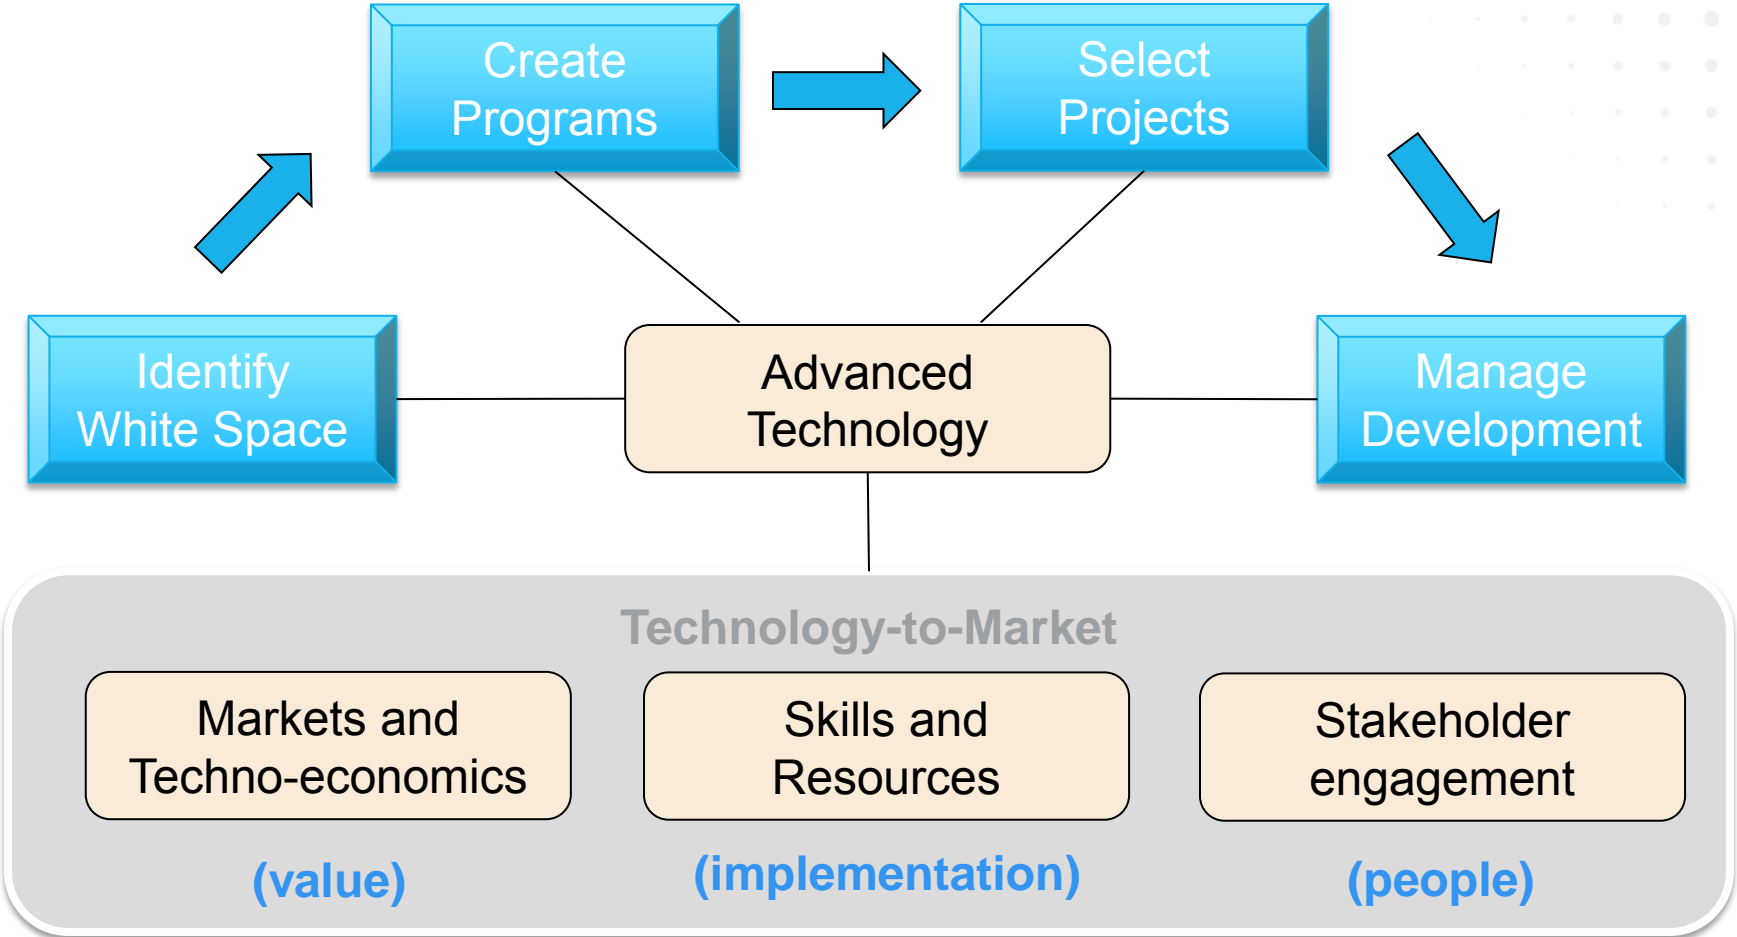 Create
Programs
Select
Projects
Identify
White Space
Advanced
Technology
Manage
Development
Technology-to-Market
Markets and
Techno-economics
Skills and
Resources
Stakeholder
engagement
(value)
(implementation)
(people)